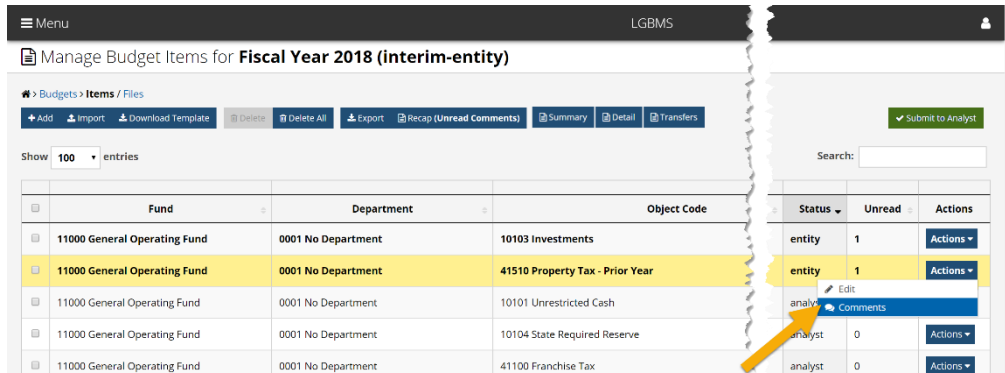 Menu LGBMS
Manage Budget Items for Fiscal Year 2018 (interim-entity)
> Budgets > Items / Files
+ Add Import Download Template Delete Delete All Export Recap (Unread Comments) Summary Detail Transfers Submit to Analyst
Show 100 entries Search:
Fund Department Object Code Status Unread Actions
11000 General Operating Fund 0001 No Department 10103 Investments entity 1 Actions
11000 General Operating Fund 0001 No Department 41510 Property Tax - Prior Year entity 1 Actions
Edit
11000 General Operating Fund 0001 No Department 10101 Unrestricted Cash Comments
11000 General Operating Fund 0001 No Department 10104 State Required Reserve analyst 0 Actions
11000 General Operating Fund 0001 No Department 41100 Franchise Tax analyst 0 Actions